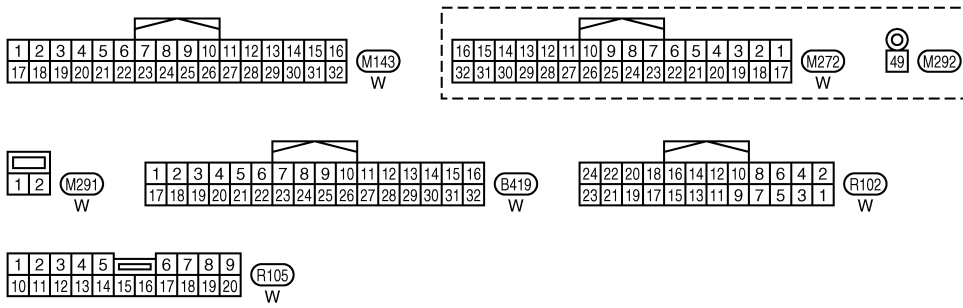 1 2 3 4 5 6 7 8 9 10 11 12 13 14 15 16
17 18 19 20 21 22 23 24 25 26 27 28 29 30 31 32
M143
W
16 15 14 13 12 11 10 9 8 7 6 5 4 3 2 1
32 31 30 29 28 27 26 25 24 23 22 21 20 19 18 17
M272
W
49
M292
1 2
M291
W
1 2 3 4 5 6 7 8 9 10 11 12 13 14 15 16
17 18 19 20 21 22 23 24 25 26 27 28 29 30 31 32
B419
W
24 22 20 18 16 14 12 10 8 6 4 2
23 21 19 17 15 13 11 9 7 5 3 1
R102
W
1 2 3 4 5 6 7 8 9
10 11 12 13 14 15 16 17 18 19 20
R105
W